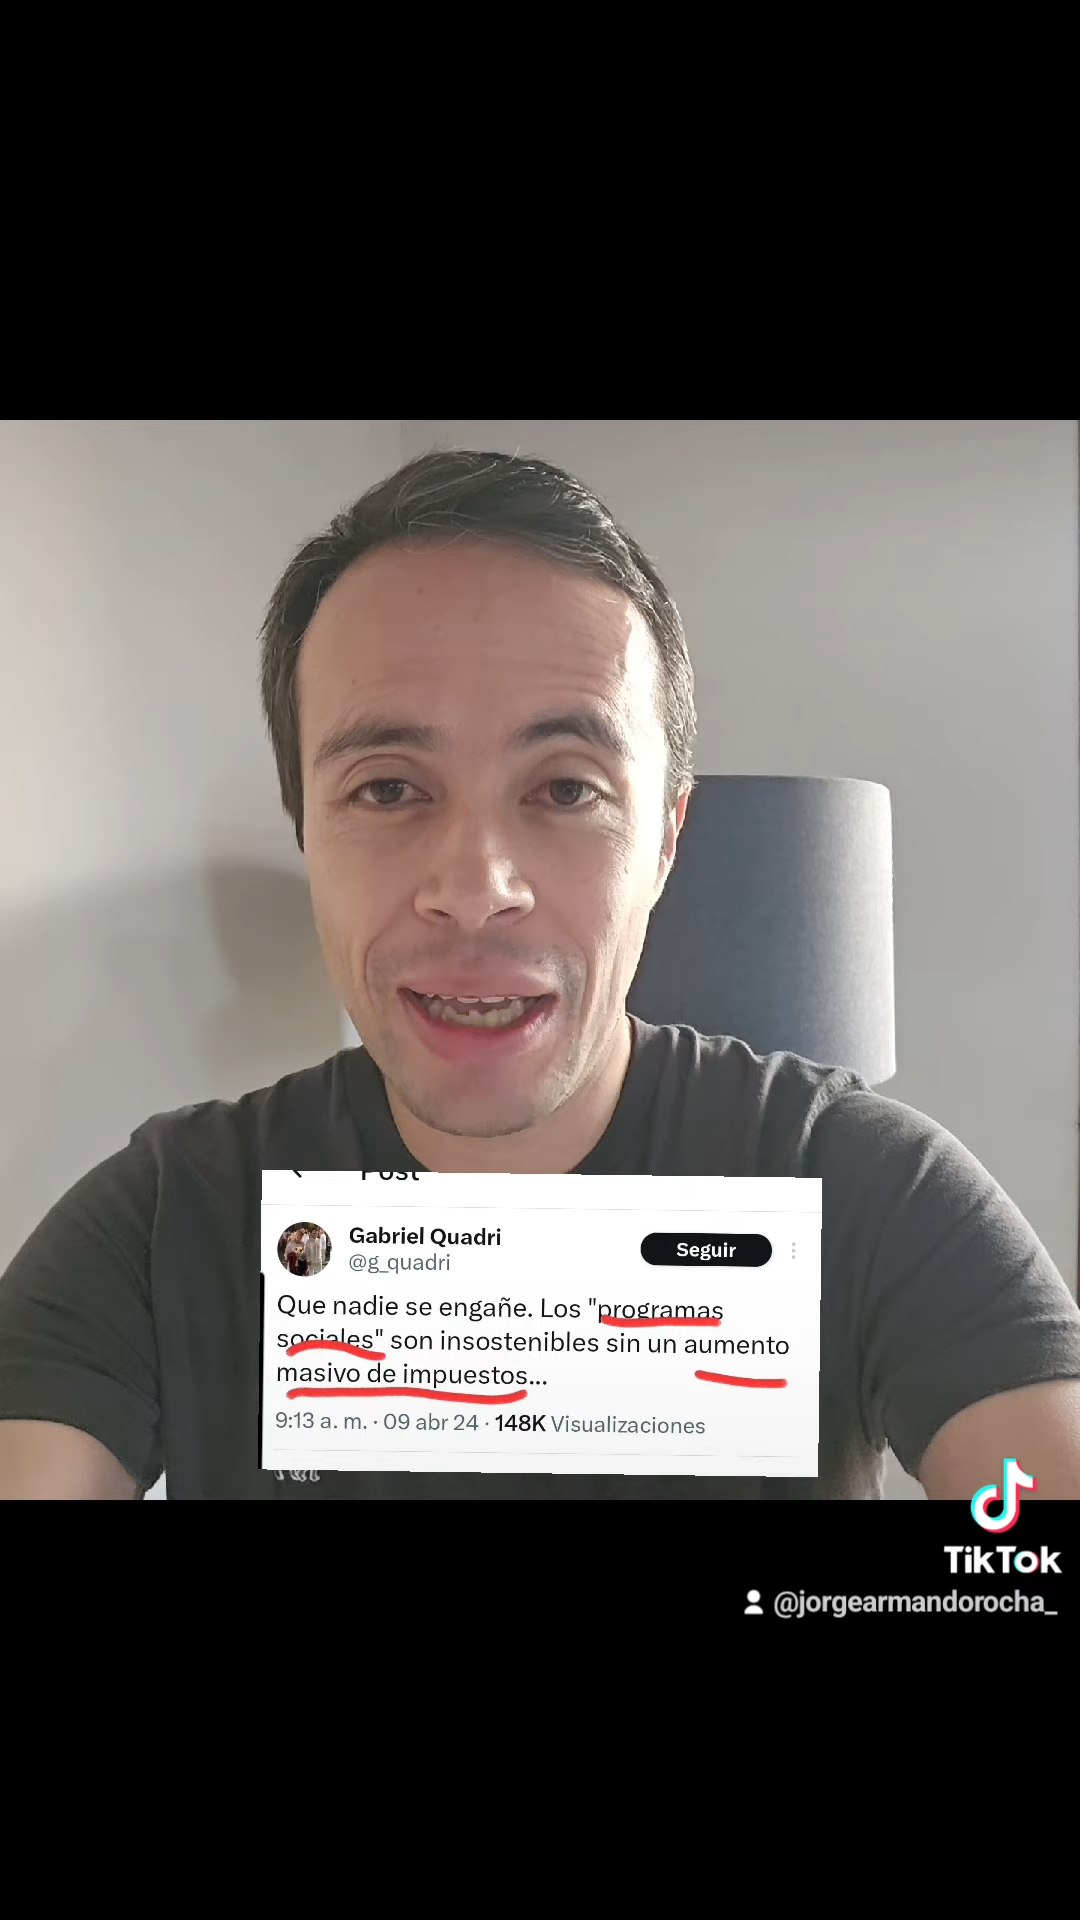 Post
Gabriel Quadri
@g_quadri
Seguir
Que nadie se engañe. Los "programas
sociales" son insostenibles sin un aumento
masivo de impuestos...
9:13 a. m. · 09 abr 24 · 148K Visualizaciones
TikTok
@jorgearmandorocha_